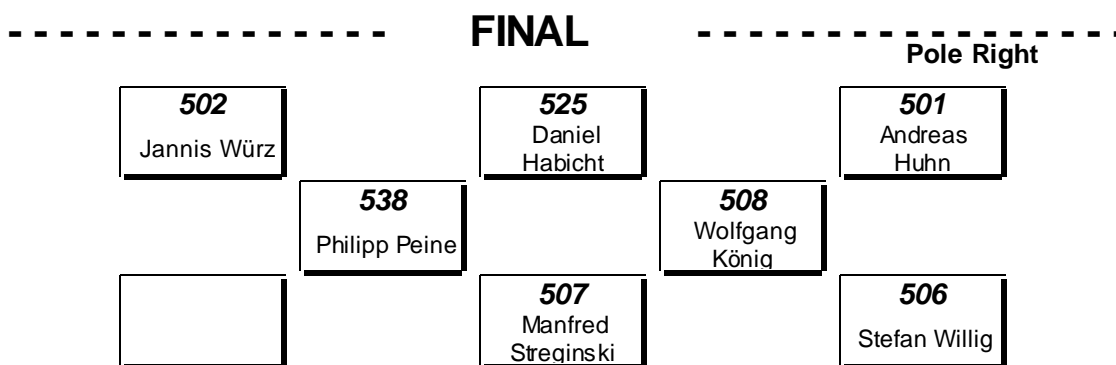 FINAL
Pole Right
502
Jannis Würz
525
Daniel
Habicht
501
Andreas
Huhn
538
Philipp Peine
508
Wolfgang
König
507
Manfred
Streginski
506
Stefan Willig